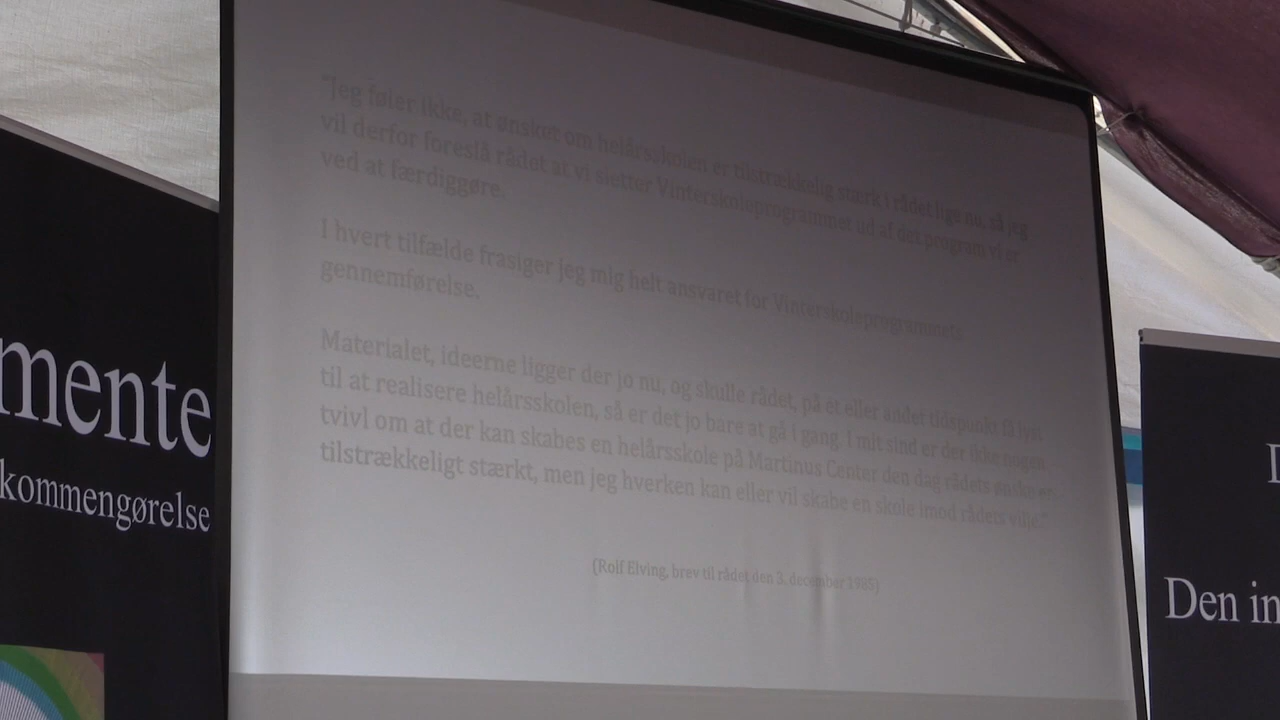 "Jeg føler ikke, at ønsket om helårsskolen er tilstrækkelig stærk i rådet lige nu, så jeg
vil derfor foreslå rådet at vi sletter Vinterskoleprogrammet ud af det program vi er
ved at færdiggøre.
I hvert tilfælde frasiger jeg mig helt ansvaret for Vinterskoleprogrammets
gennemførelse.
Materialet, ideerne ligger der jo nu, og skulle rådet, på et eller andet tidspunkt få lyst
til at realisere helårsskolen, så er det jo bare at gå i gang. I mit sind er der ikke nogen
tvivl om at der kan skabes en helårsskole på Martinus Center den dag rådets ønske er
tilstrækkeligt stærkt, men jeg hverken kan eller vil skabe en skole imod rådets vilje."
(Rolf Elving, brev til rådet den 3. december 1985)
mente
kommengørelse
D
Den in